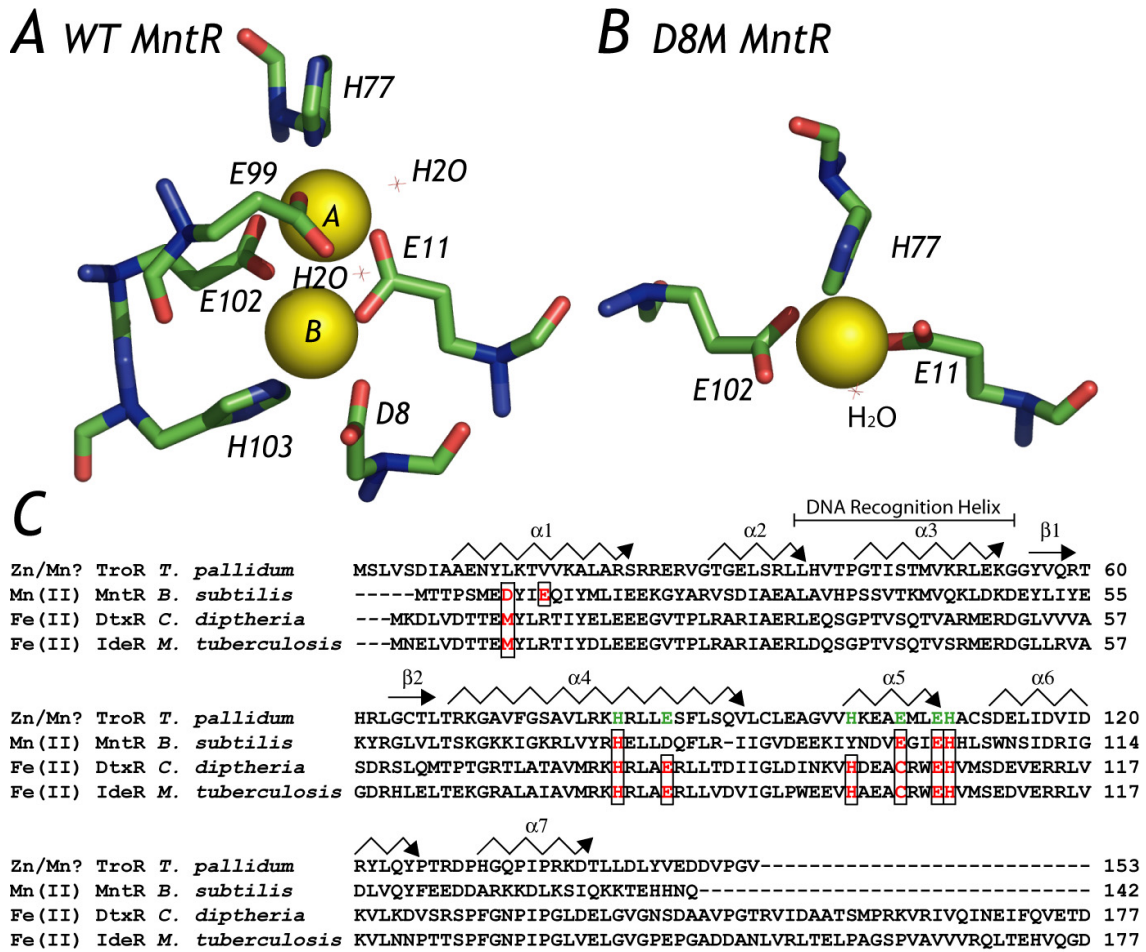 A WT MntR
B D8M MntR
H77
E99
H2O
A
E11
H2O
E102
B
H103
D8
H77
E102
E11
H2O
C
DNA Recognition Helix
α1 α2 α3 β1
Zn/Mn? TroR T. pallidum MSLVSDIAAENYLKTVVKALARSRRERVGTGELSRLLHVTPGTISTMVKRLEKGGYVQRT 60
Mn(II) MntR B. subtilis -----MTTPSMEDYIEQIYMLIEEKGYARVSDIAEALAVHPSSVTKMVQKLDKDEYLIYE 55
Fe(II) DtxR C. diptheria ---MKDLVDTTEMYLRTIYELEEEGVTPLRARIAERLEQSGPTVSQTVARMERDGLVVVA 57
Fe(II) IdeR M. tuberculosis ---MNELVDTTEMYLRTIYDLEEEGVTPLRARIAERLDQSGPTVSQTVSRMERDGLLRVA 57
β2 α4 α5 α6
Zn/Mn? TroR T. pallidum HRLGCTLTRKGAVFGSAVLRKHRLLESFLSQVLCLEAGVVHKEAEMLEHACSDELIDVID 120
Mn(II) MntR B. subtilis KYRGLVLTSKGKKIGKRLVYRHELLDQFLR-IIGVDEEKIYNDVEGIEHHLSWNSIDRIG 114
Fe(II) DtxR C. diptheria SDRSLQMTPTGRTLATAVMRKHRLAERLLTDIIGLDINKVHDEACRWEHVMSDEVERRLV 117
Fe(II) IdeR M. tuberculosis GDRHLELTEKGRALAIAVMRKHRLAERLLVDVIGLPWEEVHAEACRWEHVMSEDVERRLV 117
α7
Zn/Mn? TroR T. pallidum RYLQYPTRDPHGQPIPRKDTLLDLYVEDDVPGV--------------------------- 153
Mn(II) MntR B. subtilis DLVQYFEEDDARKKDLKSIQKKTEHHNQ-------------------------------- 142
Fe(II) DtxR C. diptheria KVLKDVSRSPFGNPIPGLDELGVGNSDAAVPGTRVIDAATSMPRKVRIVQINEIFQVETD 177
Fe(II) IdeR M. tuberculosis KVLNNPTTSPFGNPIPGLVELGVGPEPGADDANLVRLTELPAGSPVAVVVRQLTEHVQGD 177